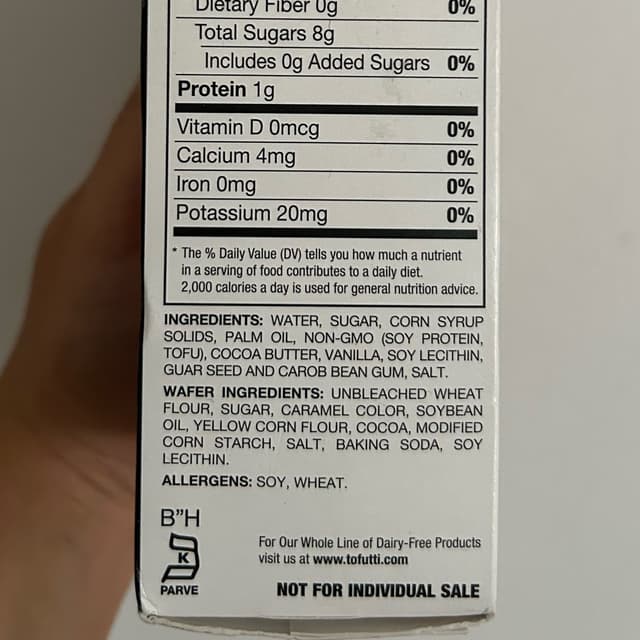 Dietary Fiber 0g 0%
Total Sugars 8g
Includes 0g Added Sugars 0%
Protein 1g
Vitamin D 0mcg 0%
Calcium 4mg 0%
Iron 0mg 0%
Potassium 20mg 0%
* The % Daily Value (DV) tells you how much a nutrient
in a serving of food contributes to a daily diet.
2,000 calories a day is used for general nutrition advice.
INGREDIENTS: WATER, SUGAR, CORN SYRUP
SOLIDS, PALM OIL, NON-GMO (SOY PROTEIN,
TOFU), COCOA BUTTER, VANILLA, SOY LECITHIN,
GUAR SEED AND CAROB BEAN GUM, SALT.
WAFER INGREDIENTS: UNBLEACHED WHEAT
FLOUR, SUGAR, CARAMEL COLOR, SOYBEAN
OIL, YELLOW CORN FLOUR, COCOA, MODIFIED
CORN STARCH, SALT, BAKING SODA, SOY
LECITHIN.
ALLERGENS: SOY, WHEAT.
B"H
K
PARVE
For Our Whole Line of Dairy-Free Products
visit us at www.tofutti.com
NOT FOR INDIVIDUAL SALE